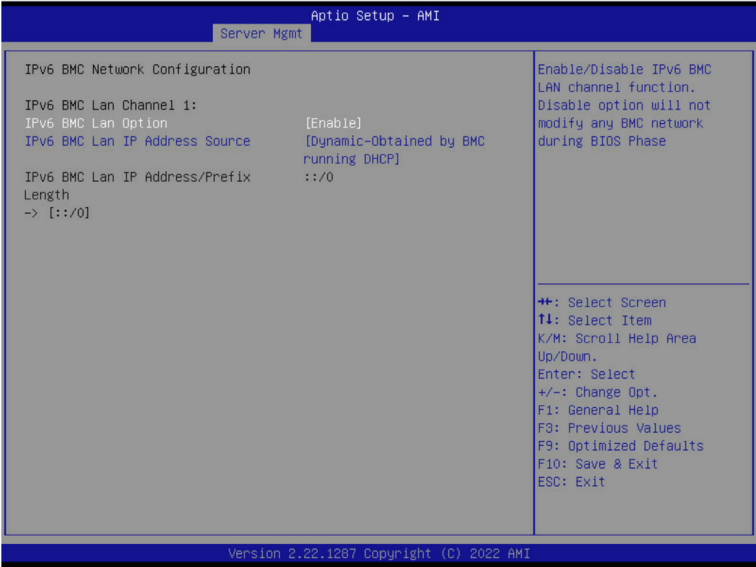 Aptio Setup – AMI
Server Mgmt
IPv6 BMC Network Configuration
IPv6 BMC Lan Channel 1:
IPv6 BMC Lan Option [Enable]
IPv6 BMC Lan IP Address Source [Dynamic-Obtained by BMC
running DHCP]
IPv6 BMC Lan IP Address/Prefix ::/0
Length
-> [::/0]
Enable/Disable IPv6 BMC
LAN channel function.
Disable option will not
modify any BMC network
during BIOS Phase
→←: Select Screen
↑↓: Select Item
K/M: Scroll Help Area
Up/Down.
Enter: Select
+/-: Change Opt.
F1: General Help
F3: Previous Values
F9: Optimized Defaults
F10: Save & Exit
ESC: Exit
Version 2.22.1287 Copyright (C) 2022 AMI